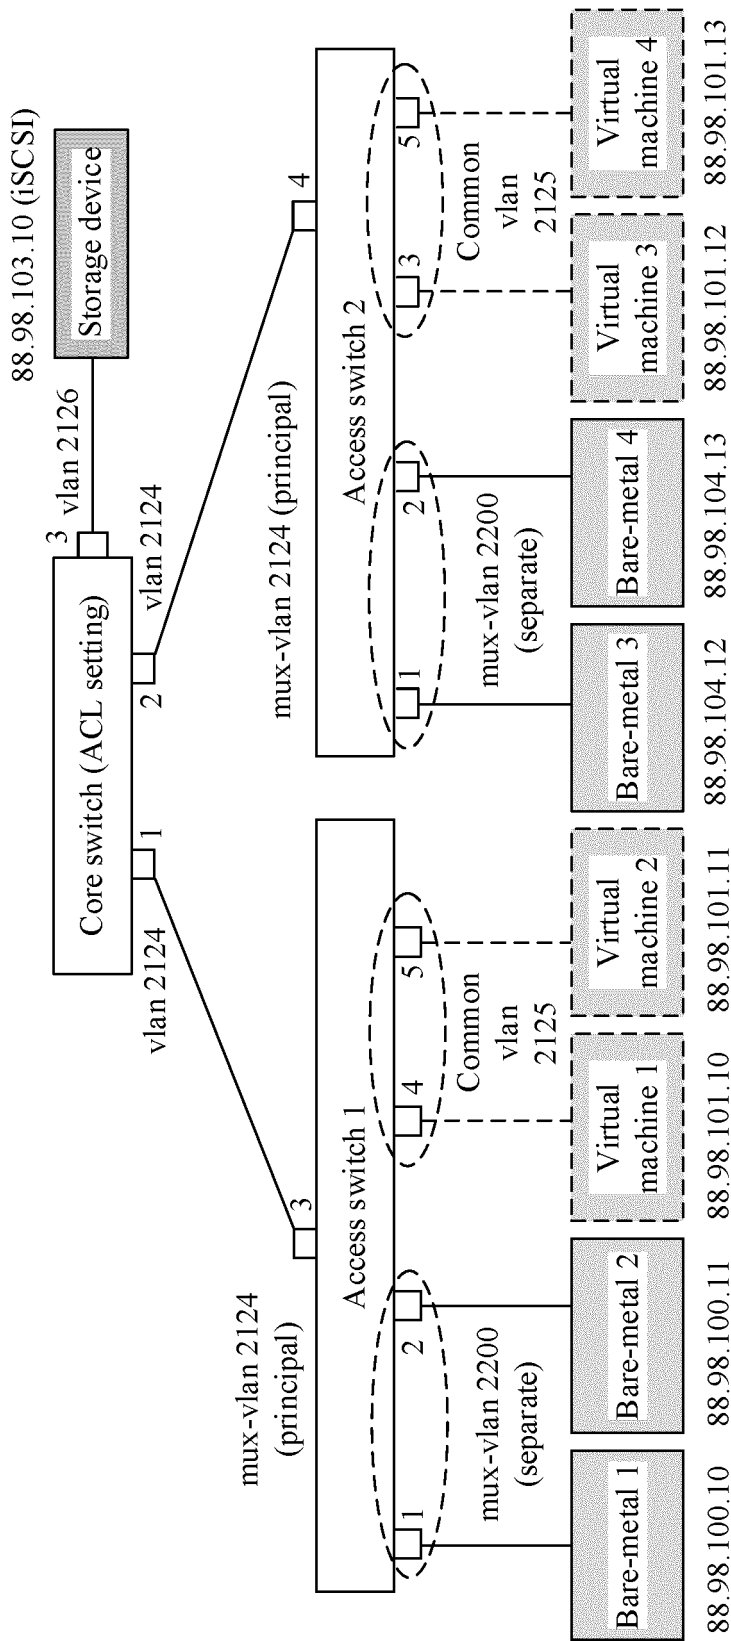 88.98.103.10 (iSCSI)
Storage device
3
vlan 2126
Core switch (ACL setting)
1
2
vlan 2124
vlan 2124
mux-vlan 2124
(principal)
3
mux-vlan 2124 (principal)
4
Access switch 1
Access switch 2
1
2
4
5
1
2
3
5
mux-vlan 2200
(separate)
Common
vlan
2125
mux-vlan 2200
(separate)
Common
vlan
2125
Bare-metal 1
Bare-metal 2
Virtual
machine 1
Virtual
machine 2
Bare-metal 3
Bare-metal 4
Virtual
machine 3
Virtual
machine 4
88.98.100.10
88.98.100.11
88.98.101.10
88.98.101.11
88.98.104.12
88.98.104.13
88.98.101.12
88.98.101.13